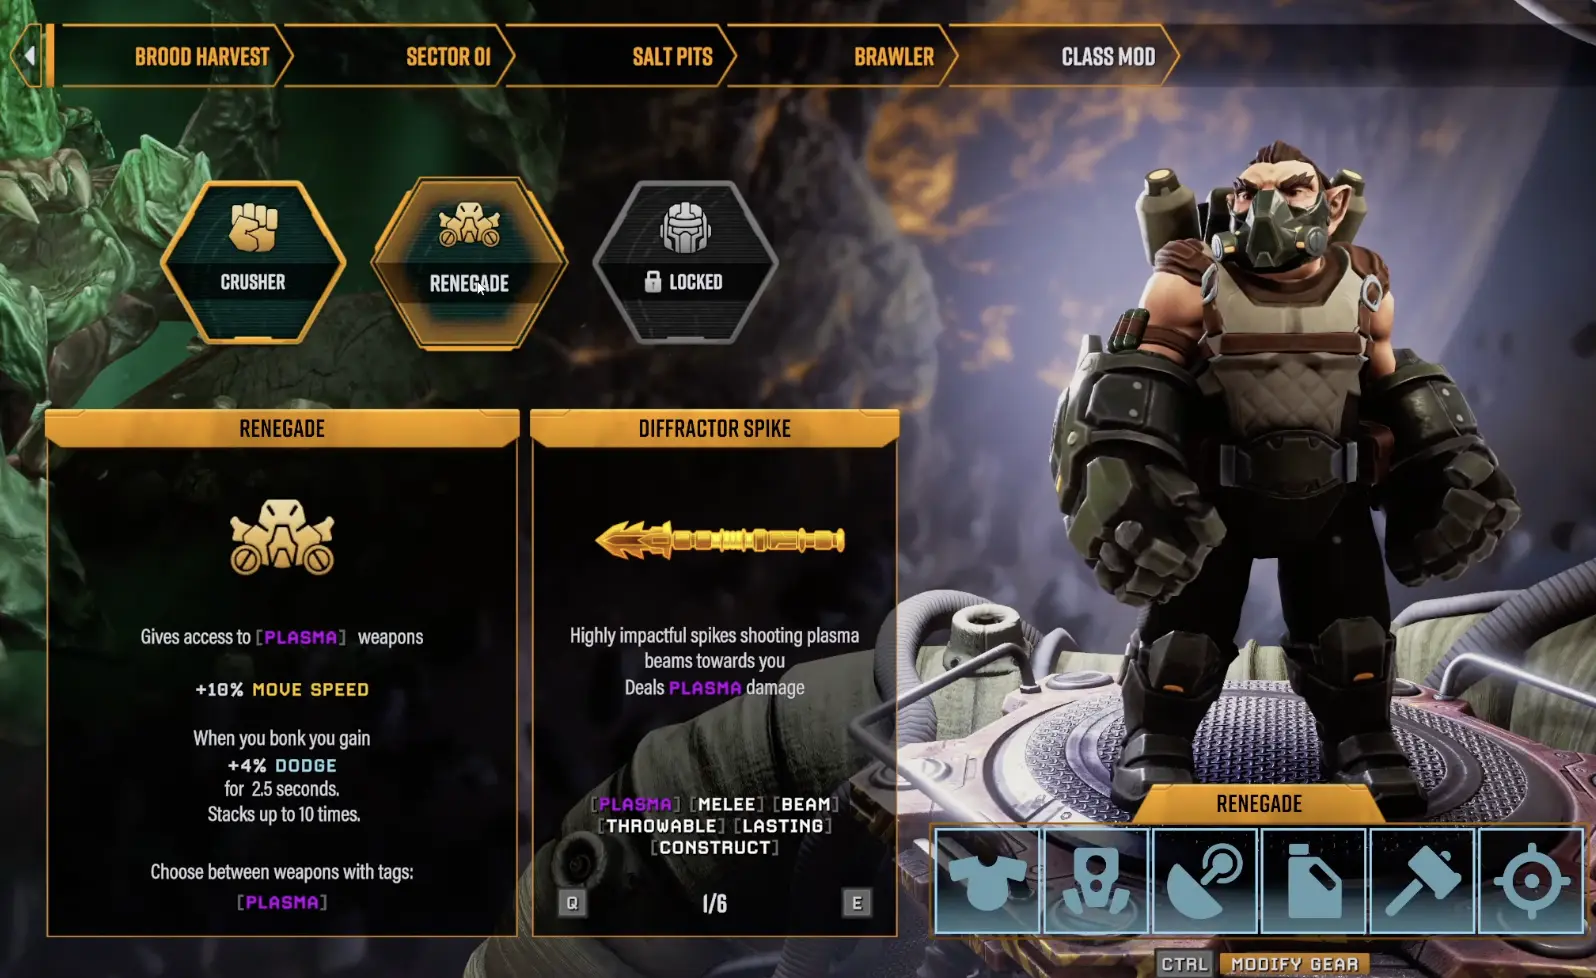 BROOD HARVEST
SECTOR 01
SALT PITS
BRAWLER
CLASS MOD
CRUSHER
RENEGADE
LOCKED
RENEGADE
Gives access to [PLASMA] weapons
+10% MOVE SPEED
When you bonk you gain
+4% DODGE
for 2.5 seconds.
Stacks up to 10 times.
Choose between weapons with tags:
[PLASMA]
DIFFRACTOR SPIKE
Highly impactful spikes shooting plasma
beams towards you
Deals PLASMA damage
[PLASMA] [MELEE] [BEAM]
[THROWABLE] [LASTING]
[CONSTRUCT]
Q
1/6
E
RENEGADE
CTRL MODIFY GEAR